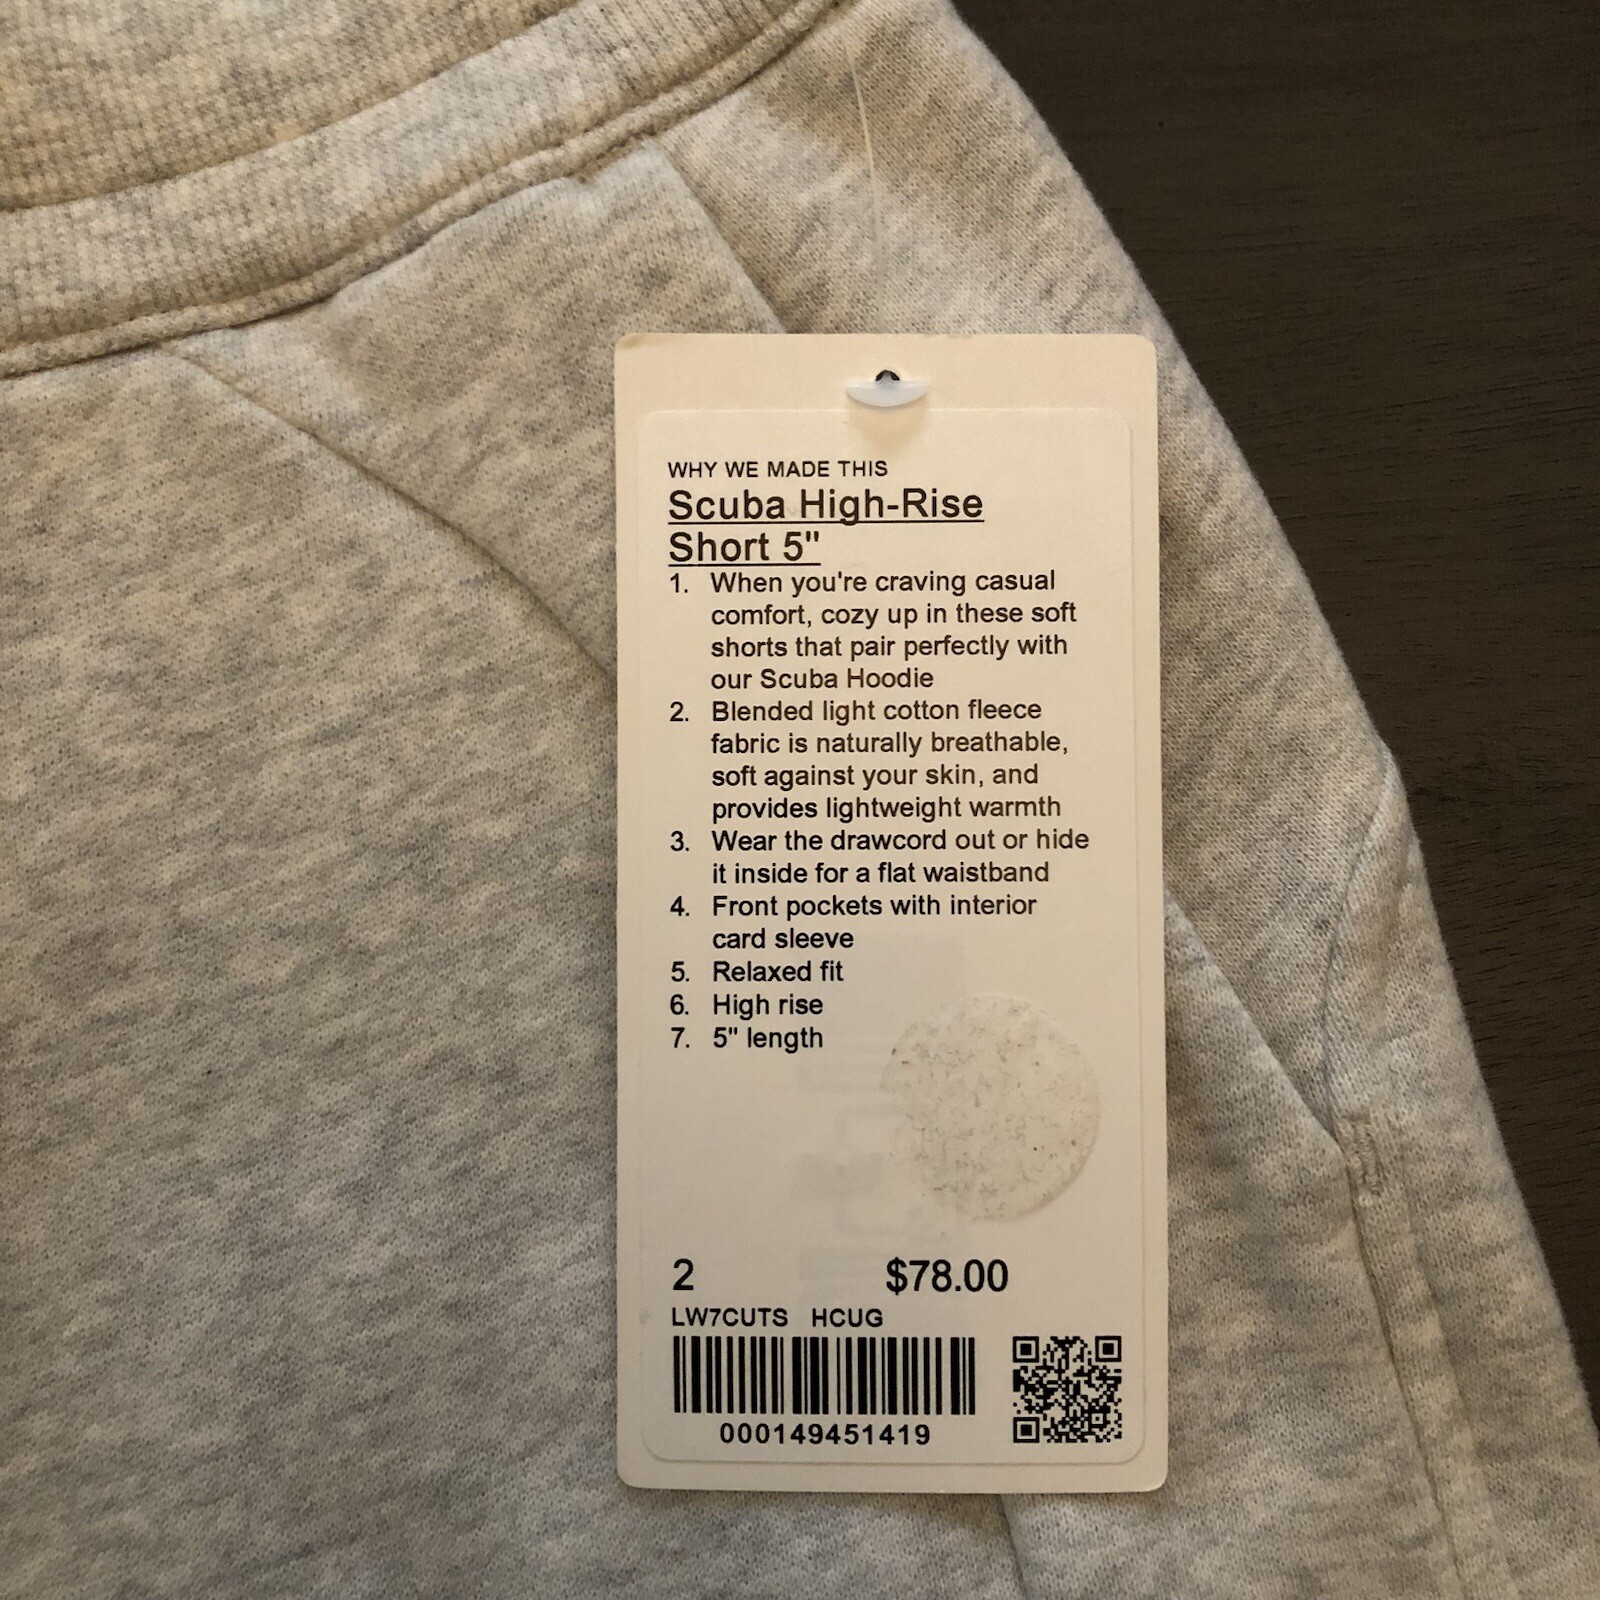 WHY WE MADE THIS
Scuba High-Rise
Short 5"
1. When you're craving casual
comfort, cozy up in these soft
shorts that pair perfectly with
our Scuba Hoodie
2. Blended light cotton fleece
fabric is naturally breathable,
soft against your skin, and
provides lightweight warmth
3. Wear the drawcord out or hide
it inside for a flat waistband
4. Front pockets with interior
card sleeve
5. Relaxed fit
6. High rise
7. 5" length
2 $78.00
LW7CUTS HCUG
000149451419